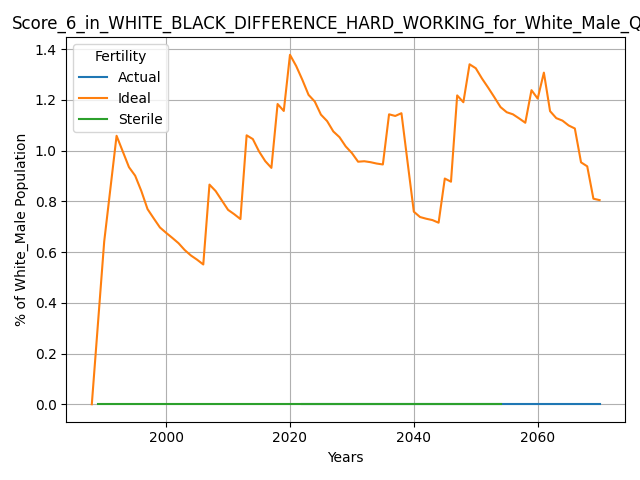 Score_6_in_WHITE_BLACK_DIFFERENCE_HARD_WORKING_for_White_Male_Q
Fertility
Actual
Ideal
Sterile
% of White_Male Population
1.4
1.2
1.0
0.8
0.6
0.4
0.2
0.0
2000 2020 2040 2060
Years